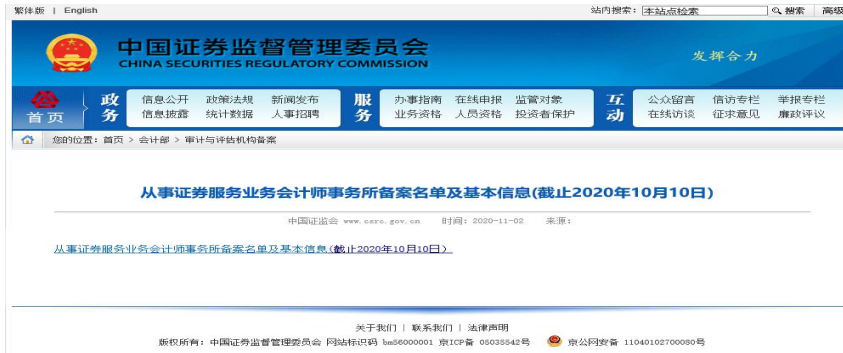 繁体版 | English 站内搜索: 本站点检索 搜索 高级
中国证券监督管理委员会
CHINA SECURITIES REGULATORY COMMISSION
发挥合力
首页
政务
信息公开 政策法规 新闻发布
信息披露 统计数据 人事招聘
服务
办事指南 在线申报 监管对象
业务资格 人员资格 投资者保护
互动
公众留言 信访专栏 举报专栏
在线访谈 征求意见 廉政评议
您的位置: 首页 > 会计部 > 审计与评估机构备案
从事证券服务业务会计师事务所备案名单及基本信息(截止2020年10月10日)
中国证监会 www.csrc.gov.cn 时间: 2020-11-02 来源:
从事证券服务业务会计师事务所备案名单及基本信息(截止2020年10月10日)
关于我们 | 联系我们 | 法律声明
版权所有: 中国证券监督管理委员会 网站标识码 bm56000001 京ICP备 05035542号 京公网安备 11040102700080号